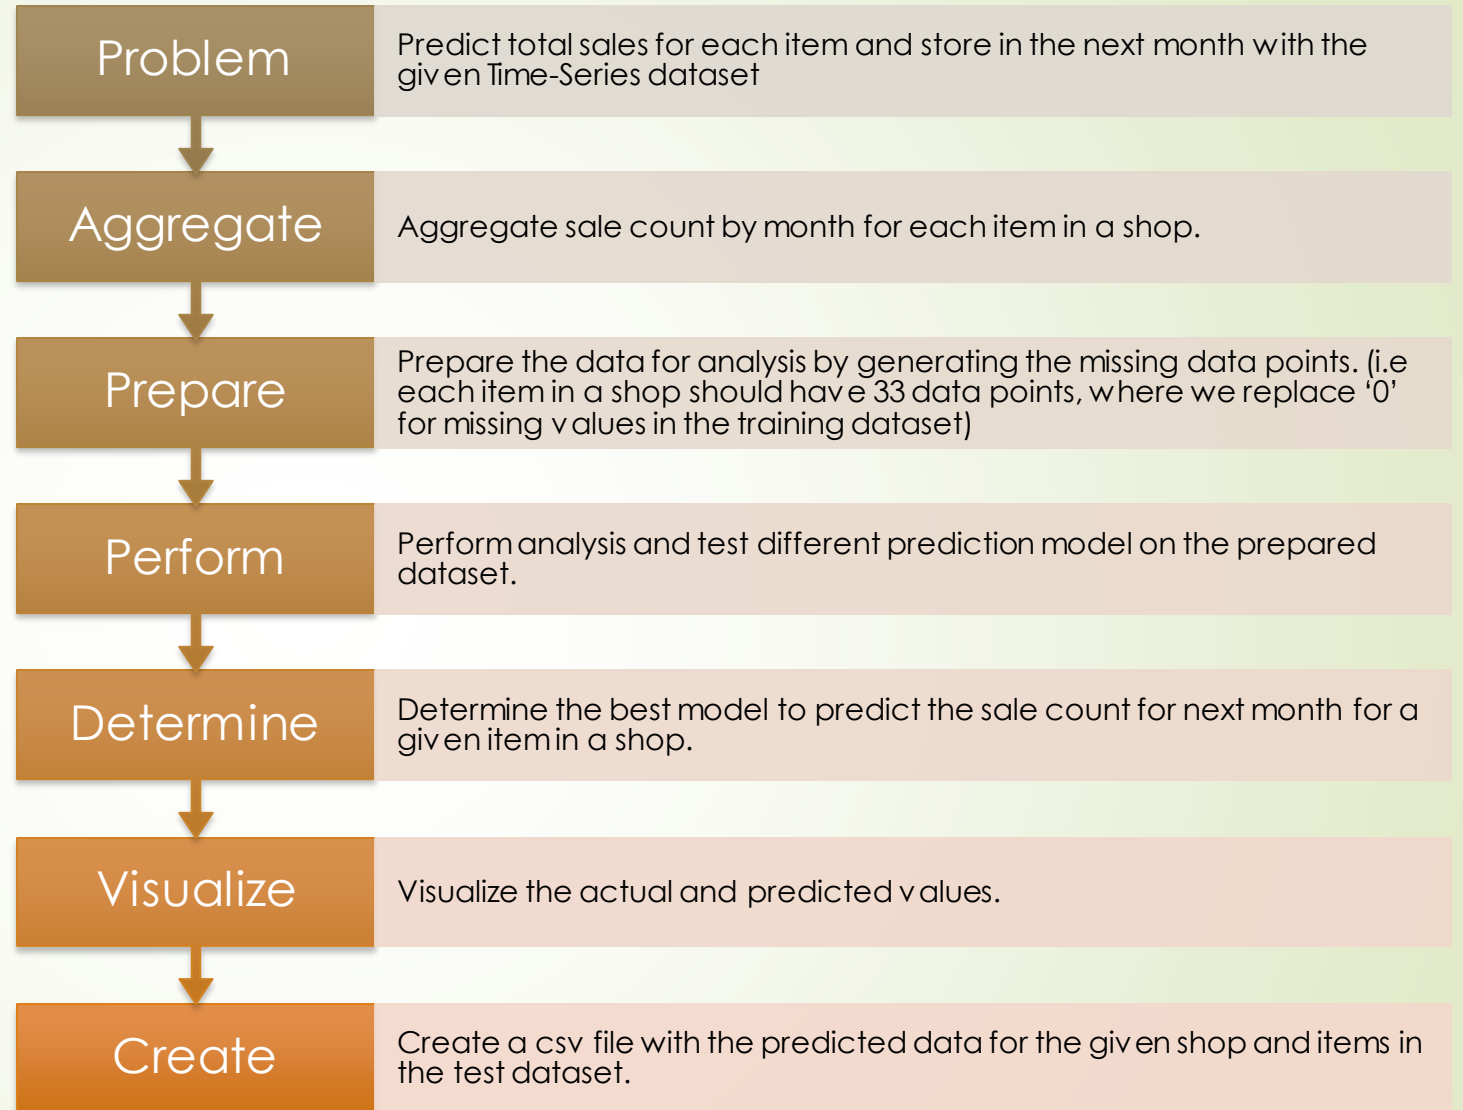 Problem
Predict total sales for each item and store in the next month with the
given Time-Series dataset
Aggregate
Aggregate sale count by month for each item in a shop.
Prepare
Prepare the data for analysis by generating the missing data points. (i.e
each item in a shop should have 33 data points, where we replace ‘0’
for missing values in the training dataset)
Perform
Perform analysis and test different prediction model on the prepared
dataset.
Determine
Determine the best model to predict the sale count for next month for a
given item in a shop.
Visualize
Visualize the actual and predicted values.
Create
Create a csv file with the predicted data for the given shop and items in
the test dataset.